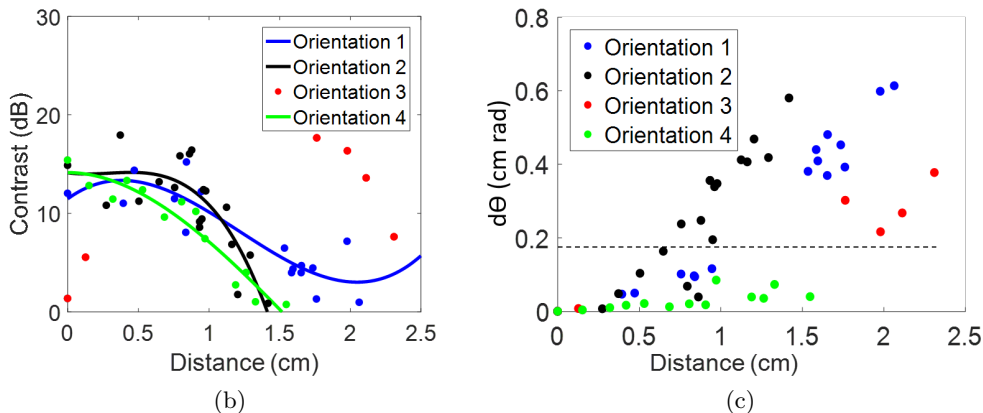 30
20
10
0
Contrast (dB)
Orientation 1
Orientation 2
Orientation 3
Orientation 4
0 0.5 1 1.5 2 2.5
Distance (cm)
(b)
0.8
0.6
0.4
0.2
0
dΘ (cm rad)
Orientation 1
Orientation 2
Orientation 3
Orientation 4
0 0.5 1 1.5 2 2.5
Distance (cm)
(c)